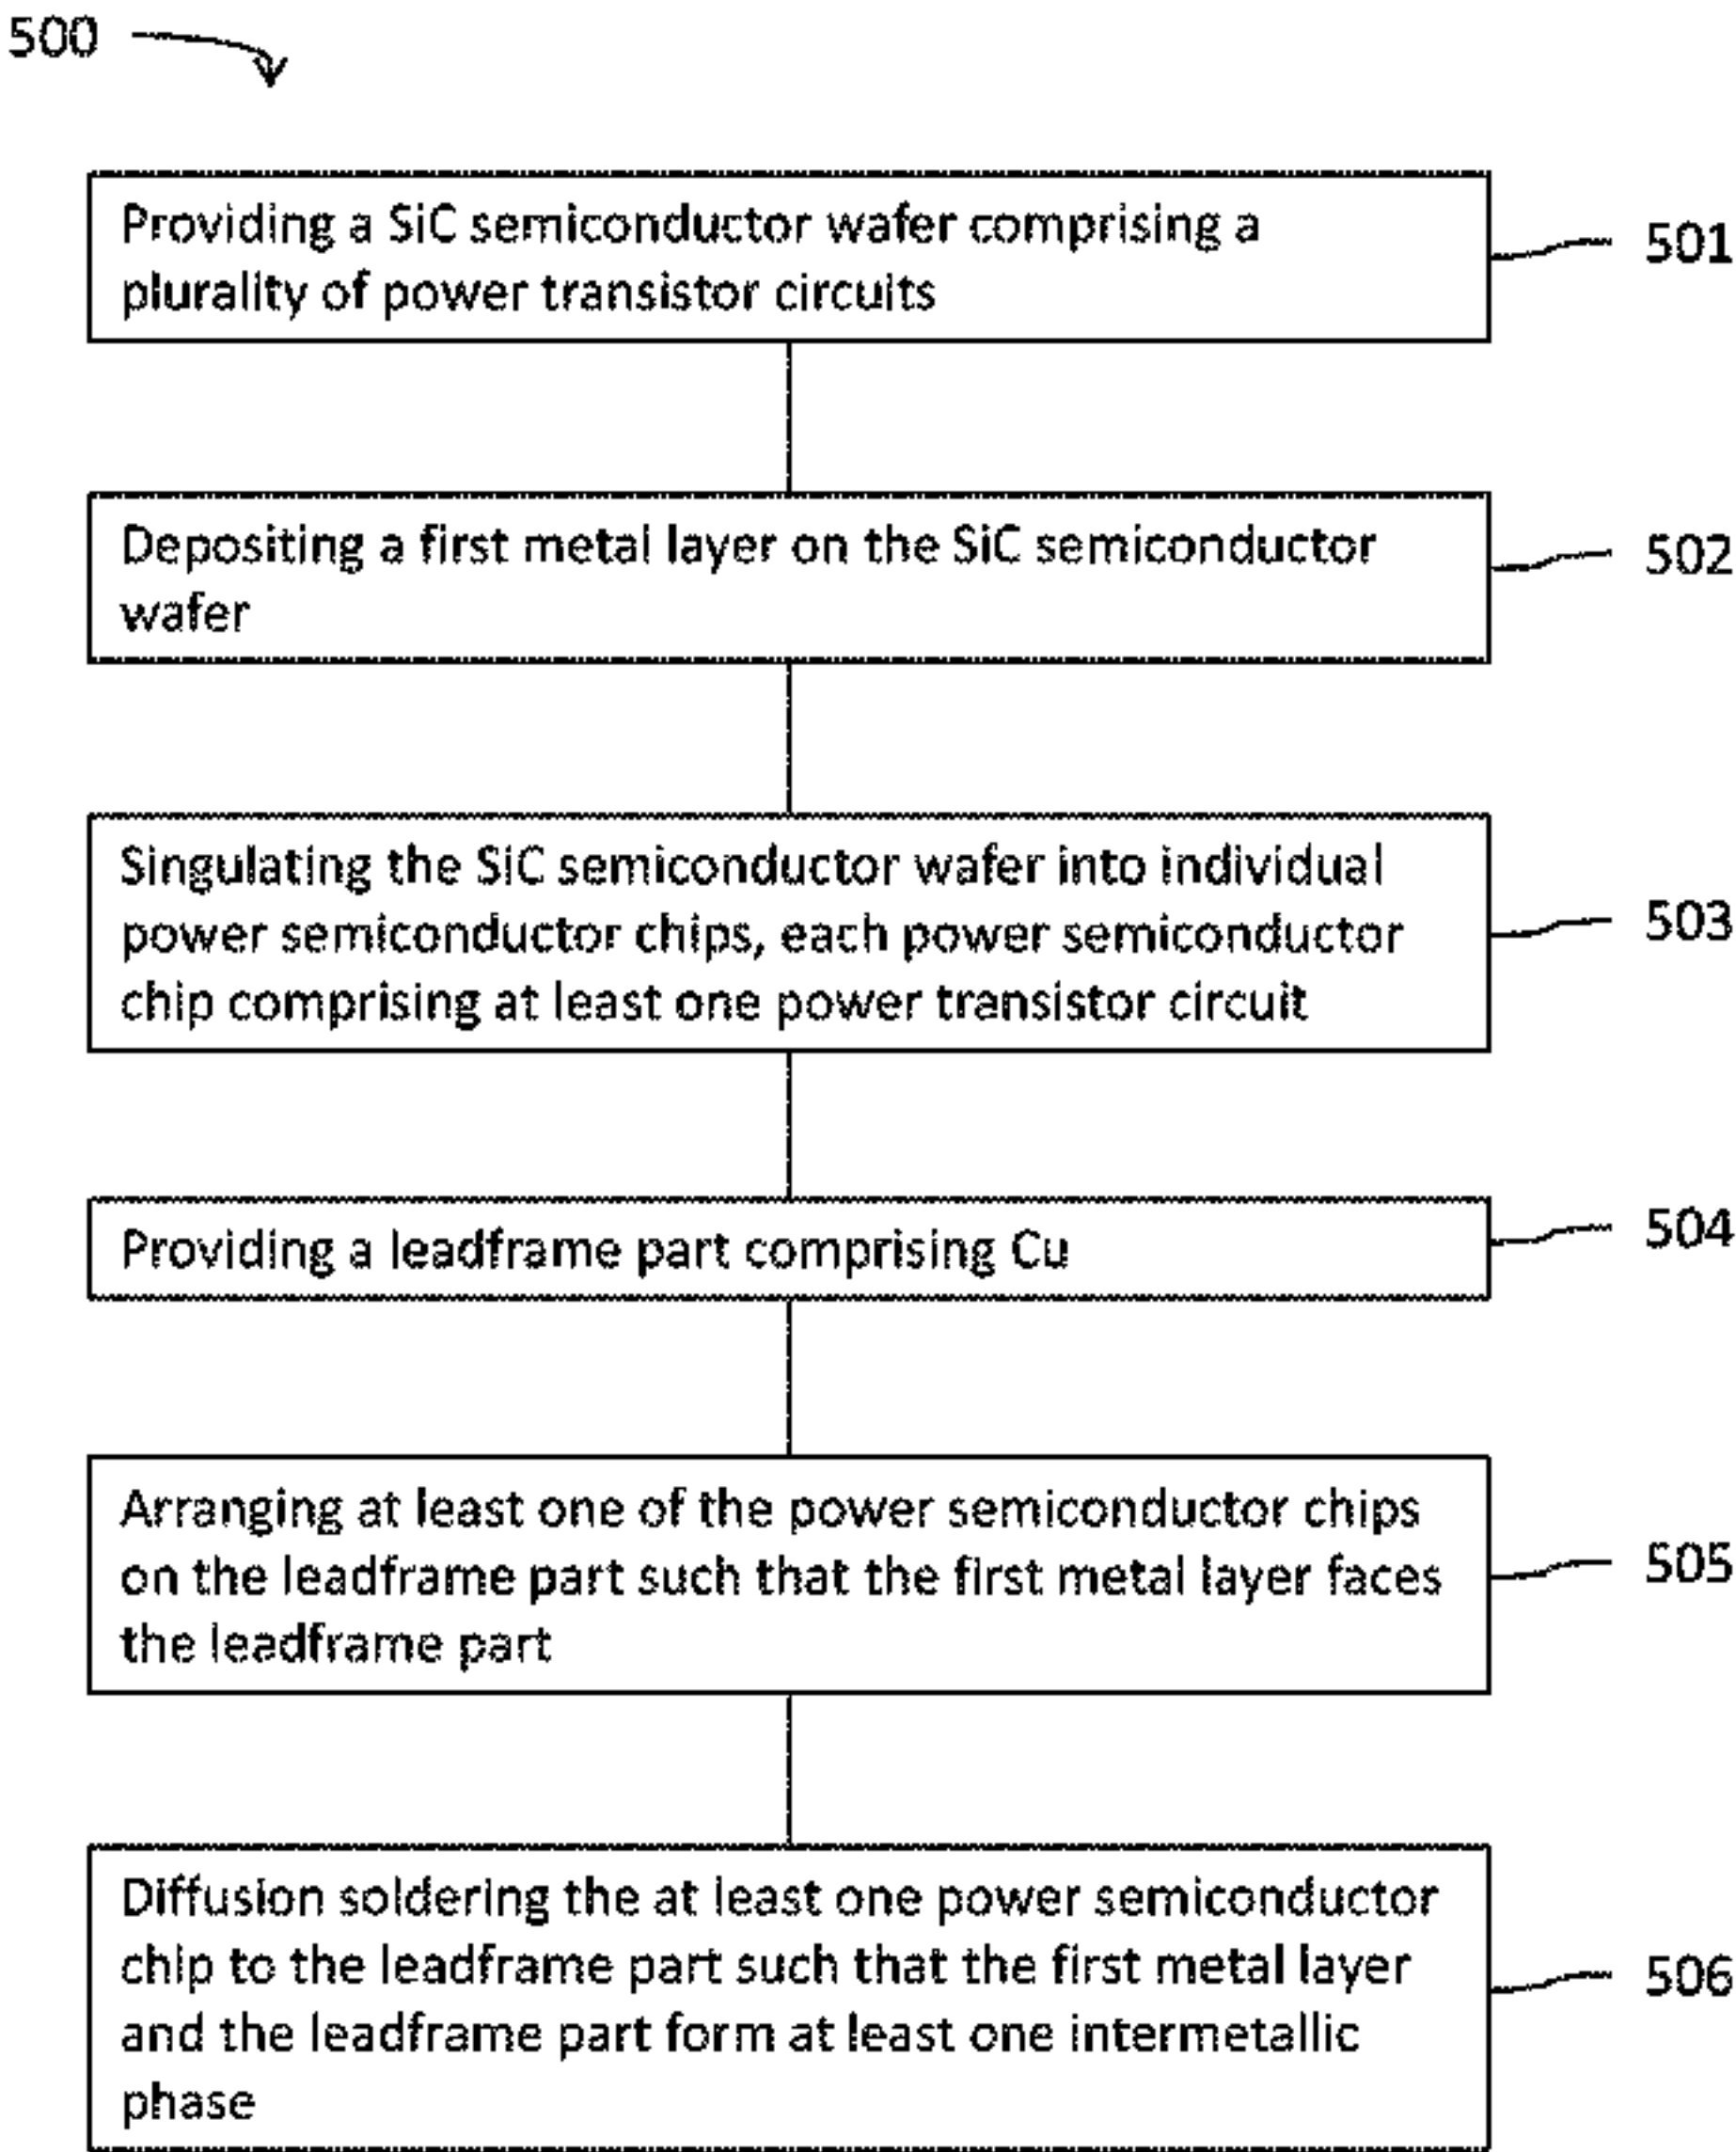 500
Providing a SiC semiconductor wafer comprising a
plurality of power transistor circuits
501
Depositing a first metal layer on the SiC semiconductor
wafer
502
Singulating the SiC semiconductor wafer into individual
power semiconductor chips, each power semiconductor
chip comprising at least one power transistor circuit
503
Providing a leadframe part comprising Cu
504
Arranging at least one of the power semiconductor chips
on the leadframe part such that the first metal layer faces
the leadframe part
505
Diffusion soldering the at least one power semiconductor
chip to the leadframe part such that the first metal layer
and the leadframe part form at least one intermetallic
phase
506